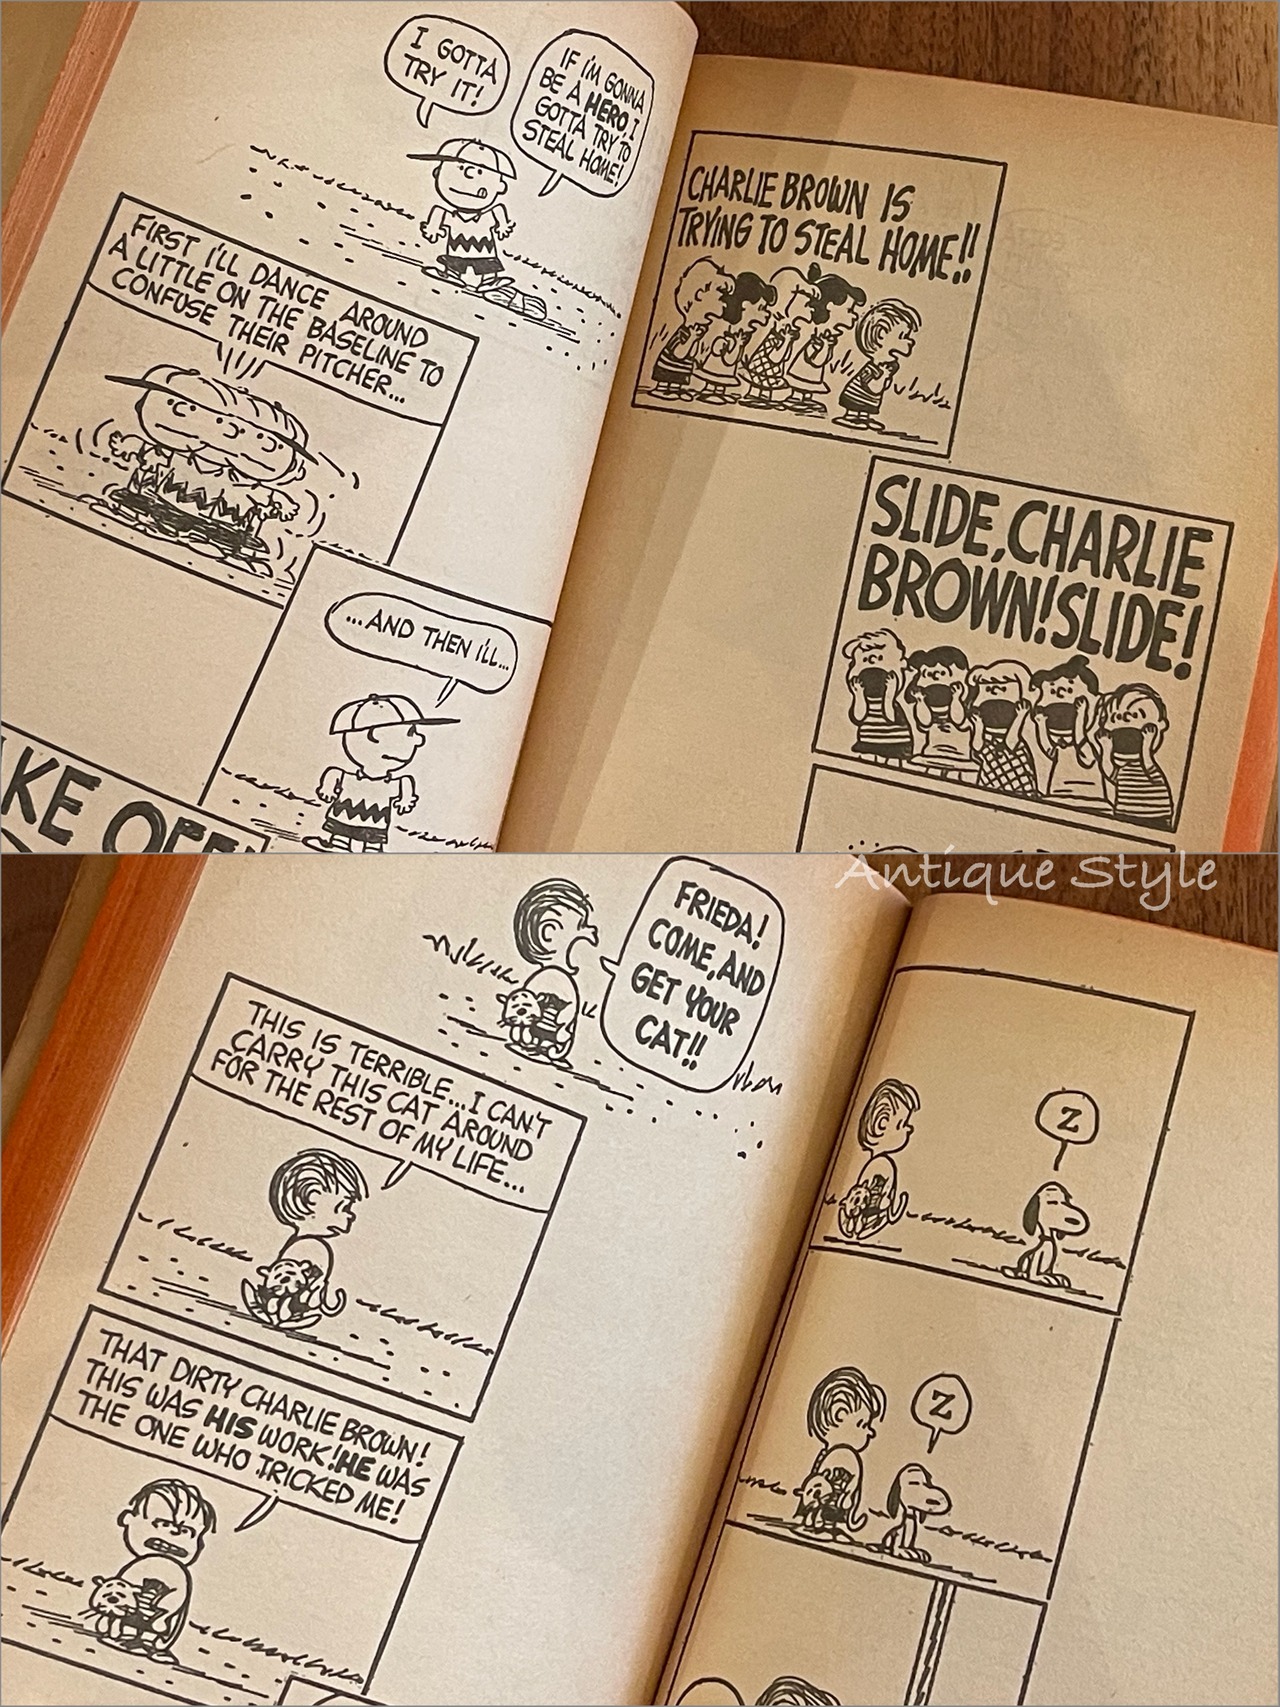 I GOTTA
TRY IT!
IF I'M GONNA
BE A HERO, I
GOTTA TRY TO
STEAL HOME!
FIRST I'LL DANCE AROUND
A LITTLE ON THE BASELINE TO
CONFUSE THEIR PITCHER...
...AND THEN I'LL...
KE OFF
CHARLIE BROWN IS
TRYING TO STEAL HOME!!
SLIDE, CHARLIE
BROWN! SLIDE!
Antique Style
FRIEDA!
COME, AND
GET YOUR
CAT!!
THIS IS TERRIBLE... I CAN'T
CARRY THIS CAT AROUND
FOR THE REST OF MY LIFE...
THAT DIRTY CHARLIE BROWN!
THIS WAS HIS WORK! HE WAS
THE ONE WHO TRICKED ME!
Z
Z